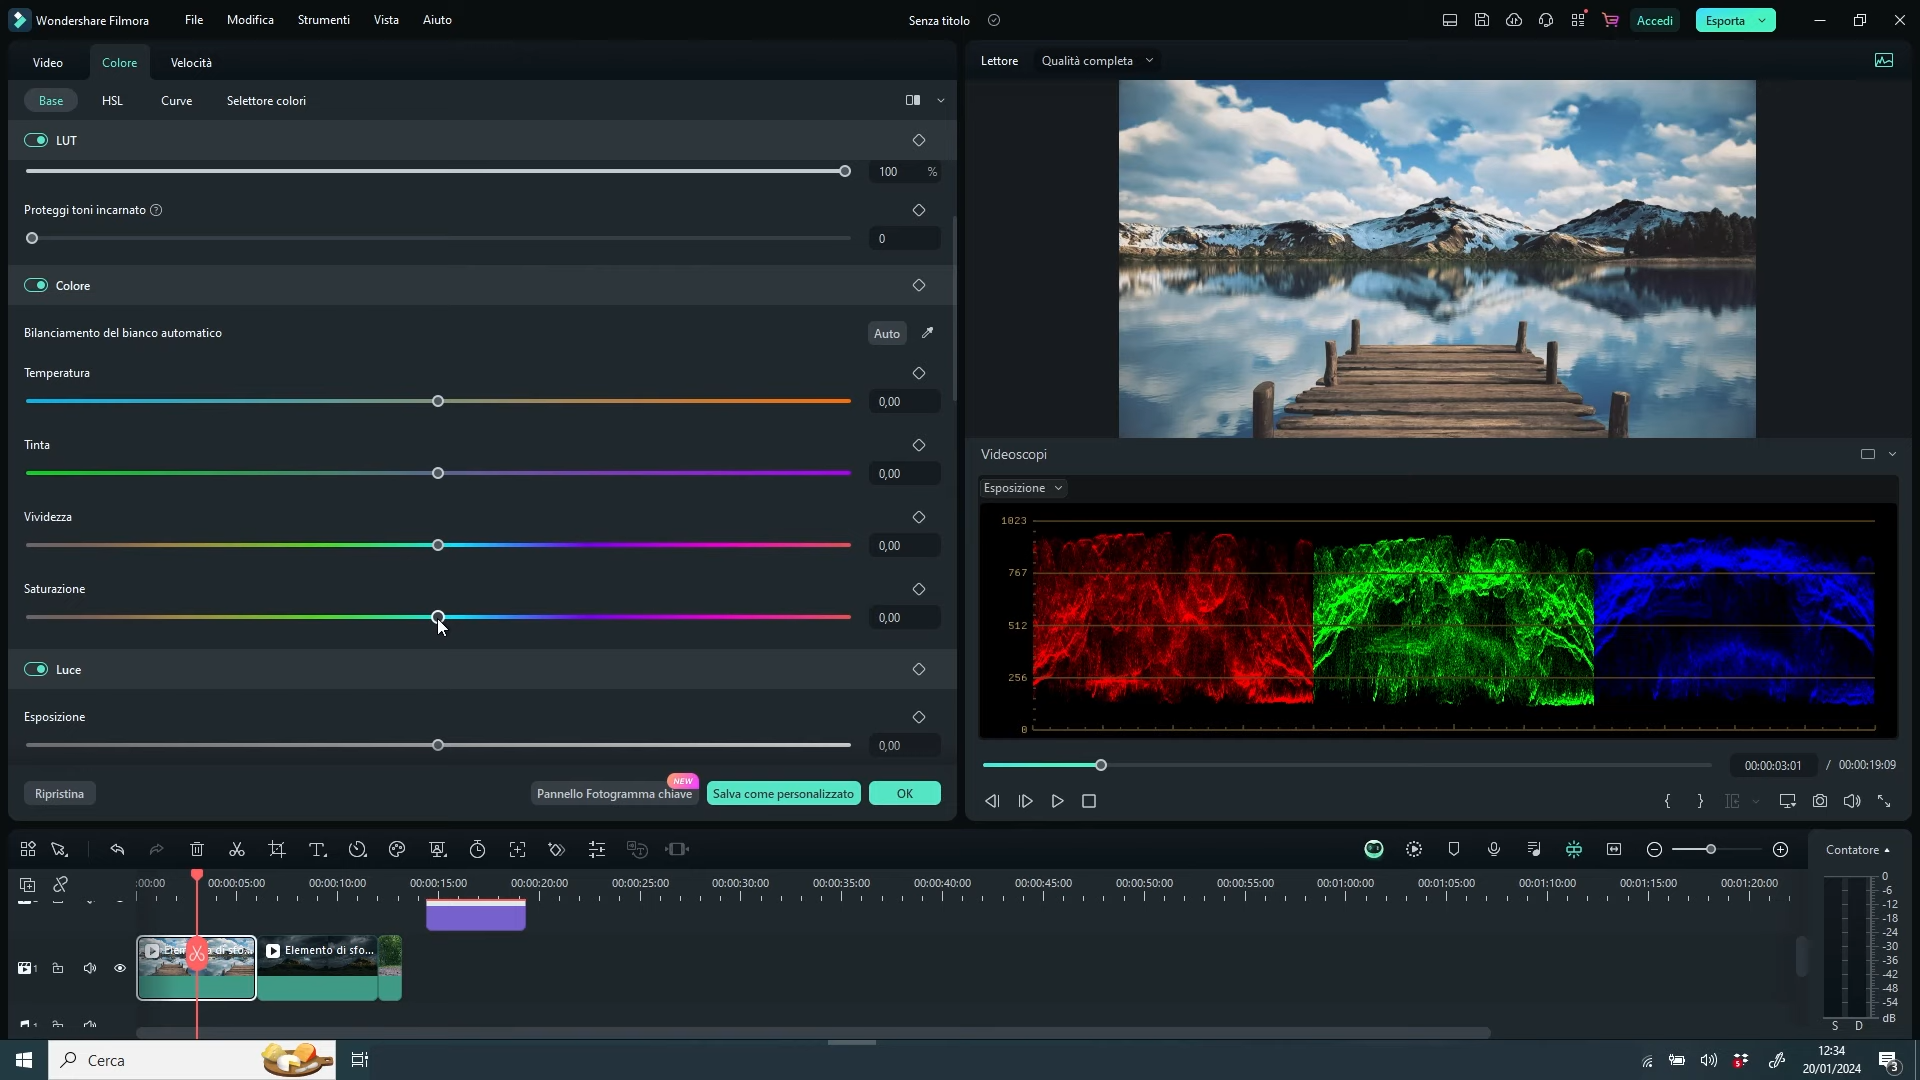 Wondershare Filmora File Modifica Strumenti Vista Aiuto Senza titolo Accedi Esporta
Video Colore Velocità
Lettore Qualità completa
Base HSL Curve Selettore colori
LUT
100 %
Proteggi toni incarnato ?
0
Colore
Bilanciamento del bianco automatico Auto
Temperatura
0,00
Tinta
0,00
Vividezza
0,00
Saturazione
0,00
Luce
Esposizione
0,00
Ripristina Pannello Fotogramma chiave NEW Salva come personalizzato OK
Videoscopi
Esposizione
1023
767
512
256
0
00:00:03:01 / 00:00:19:09
{ }
Contatore
:00:00 00:00:05:00 00:00:10:00 00:00:15:00 00:00:20:00 00:00:25:00 00:00:30:00 00:00:35:00 00:00:40:00 00:00:45:00 00:00:50:00 00:00:55:00 00:01:00:00 00:01:05:00 00:01:10:00 00:01:15:00 00:01:20:00
Elemento di sfo...
1
0
-6
-12
-18
-24
-30
-36
-42
-48
-54
dB
S D
Cerca
12:34
20/01/2024
3